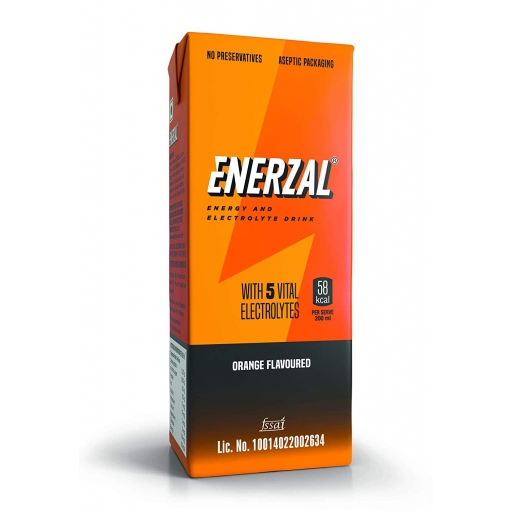 NO PRESERVATIVES
ASEPTIC PACKAGING
ENERZAL®
ENERGY AND
ELECTROLYTE DRINK
WITH 5 VITAL
ELECTROLYTES
58
kcal
PER SERVE
200 ml
ORANGE FLAVOURED
fssai
Lic. No. 10014022002634